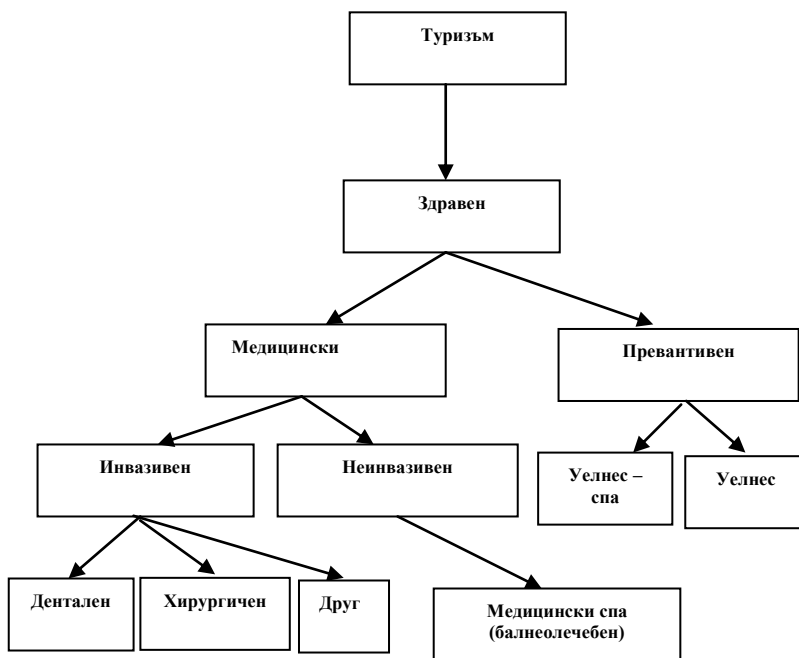 Туризъм
Здравен
Медицински
Превантивен
Инвазивен
Неинвазивен
Уелнес –
спа
Уелнес
Дентален
Хирургичен
Друг
Медицински спа
(балнеолечебен)